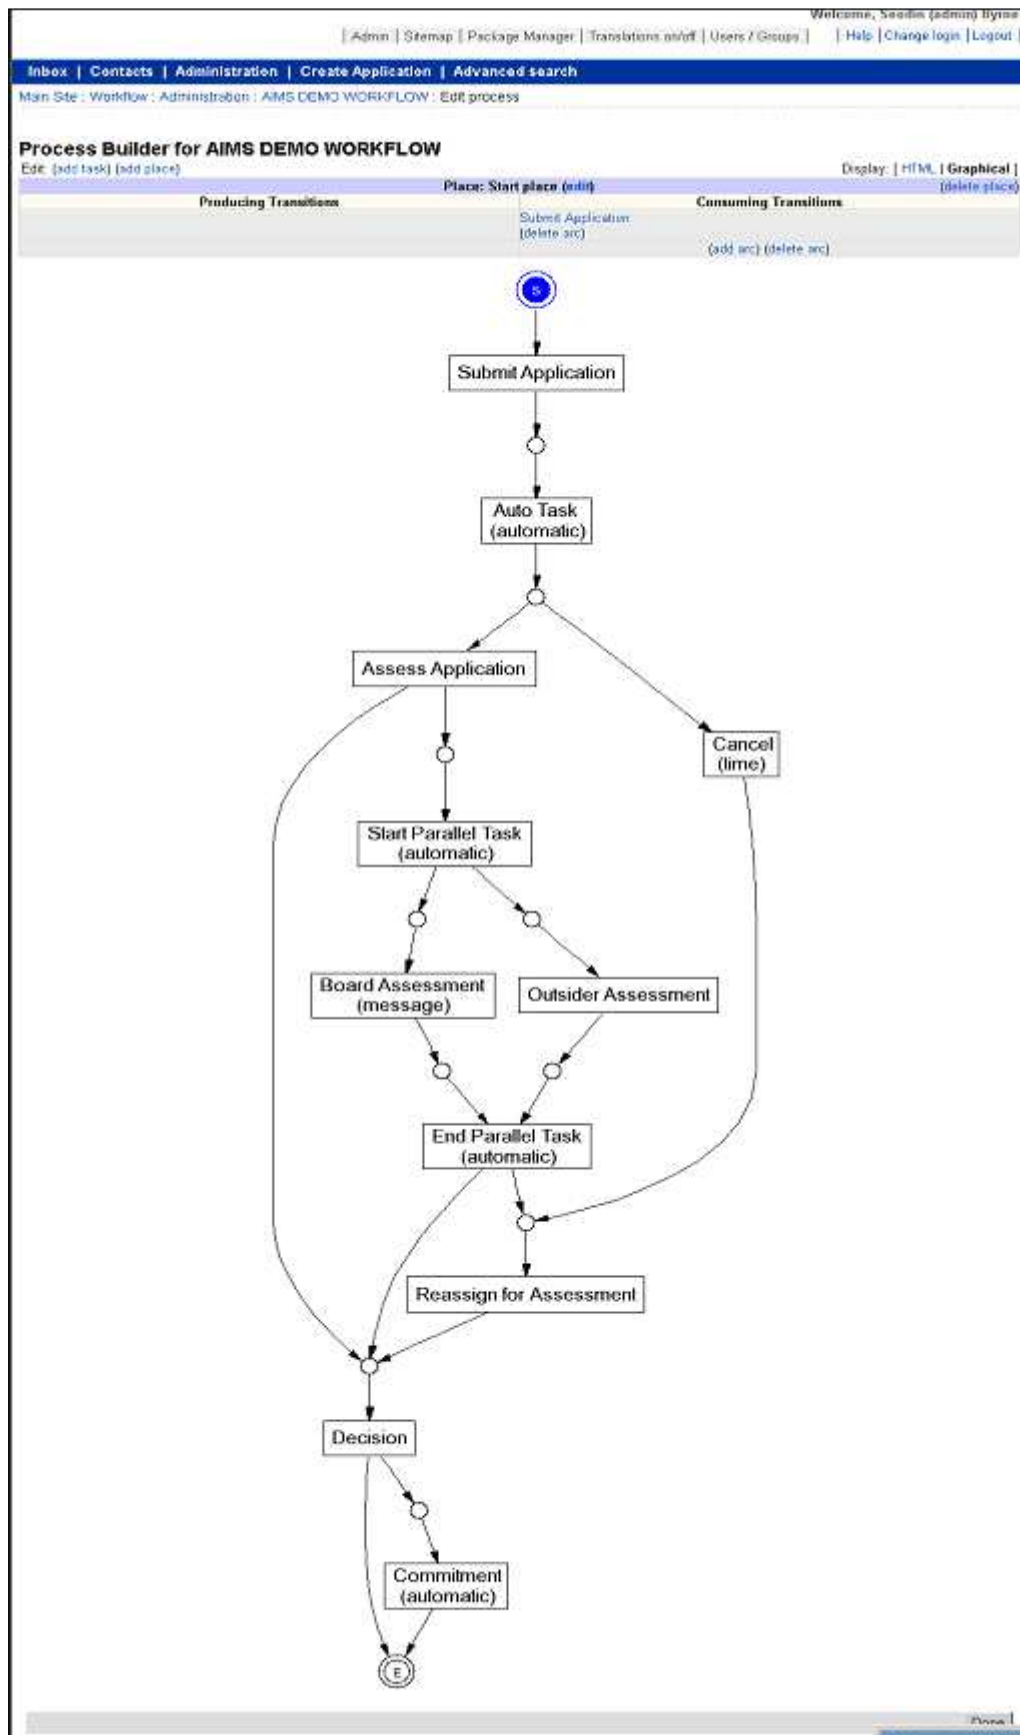 Welcome, (admin) Byrne
| Admin | Sitemap | Package Manager | Translations on/off | Users / Groups | | Help | Change login | Logout |
Inbox | Contacts | Administration | Create Application | Advanced search
Main Site : Workflow : Administration : AIMS DEMO WORKFLOW : Edit process
Process Builder for AIMS DEMO WORKFLOW
Edit: (add task) (add place) Display: [ HTML | Graphical ]
Place: Start place (edit) (delete place)
Producing Transitions Consuming Transitions
Submit Application
(delete arc)
(add arc) (delete arc)
S
Submit Application
Auto Task
(automatic)
Assess Application
Cancel
(time)
Start Parallel Task
(automatic)
Board Assessment
(message)
Outsider Assessment
End Parallel Task
(automatic)
Reassign for Assessment
Decision
Commitment
(automatic)
E
Done